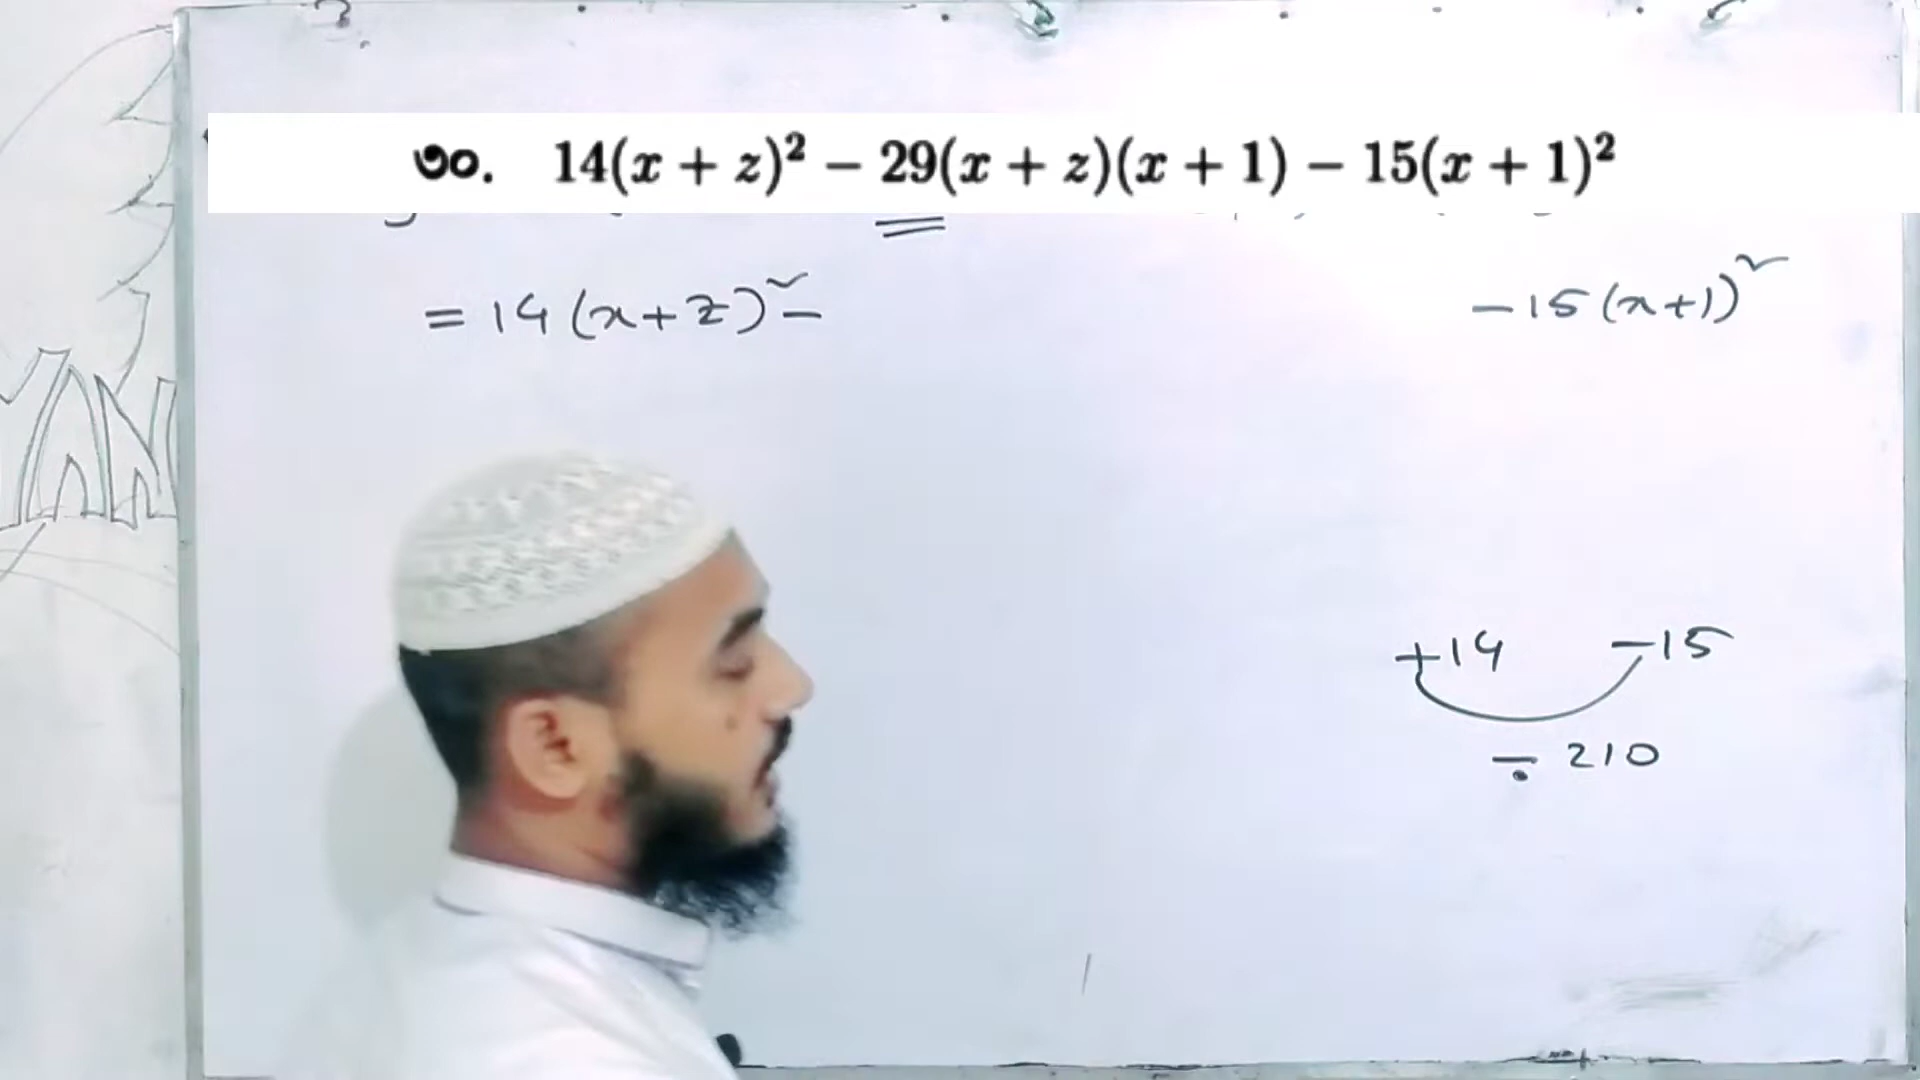 ৩০. 14(x + z)² – 29(x + z)(x + 1) – 15(x + 1)²
= 14(x+z)² – – 15(x+1)²
+14 –15
– 210